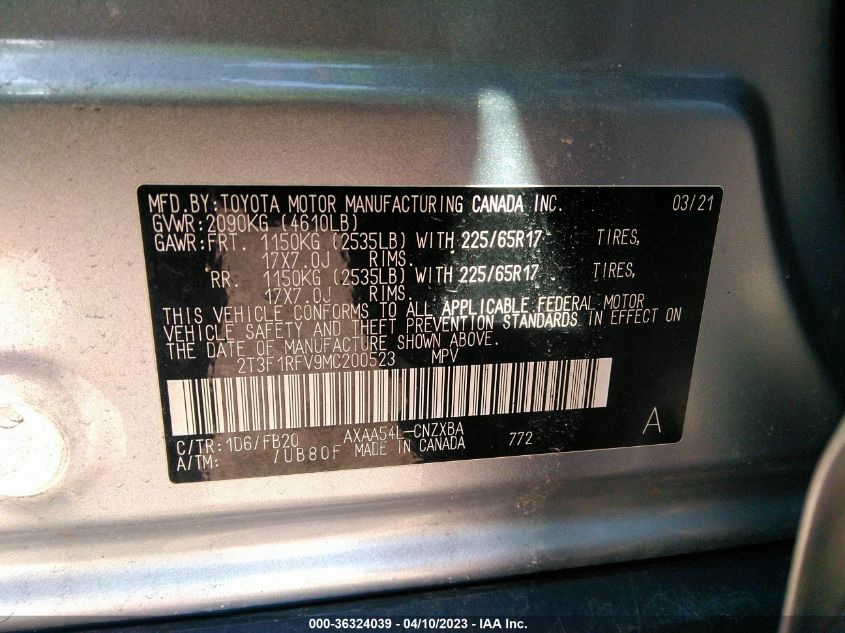 MFD.BY:TOYOTA MOTOR MANUFACTURING CANADA INC. 03/21
GVWR:2090KG (4610LB)
GAWR:FRT. 1150KG (2535LB) WITH 225/65R17 TIRES,
17X7.0J RIMS.
RR. 1150KG (2535LB) WITH 225/65R17 TIRES,
17X7.0J RIMS.
THIS VEHICLE CONFORMS TO ALL APPLICABLE FEDERAL MOTOR
VEHICLE SAFETY AND THEFT PREVENTION STANDARDS IN EFFECT ON
THE DATE OF MANUFACTURE SHOWN ABOVE.
2T3F1RFV9MC200523 MPV
C/TR:1D6/FB20 AXAA54L-CNZXBA A
A/TM: /UB80F MADE IN CANADA 772
000-36324039 - 04/10/2023 - IAA Inc.